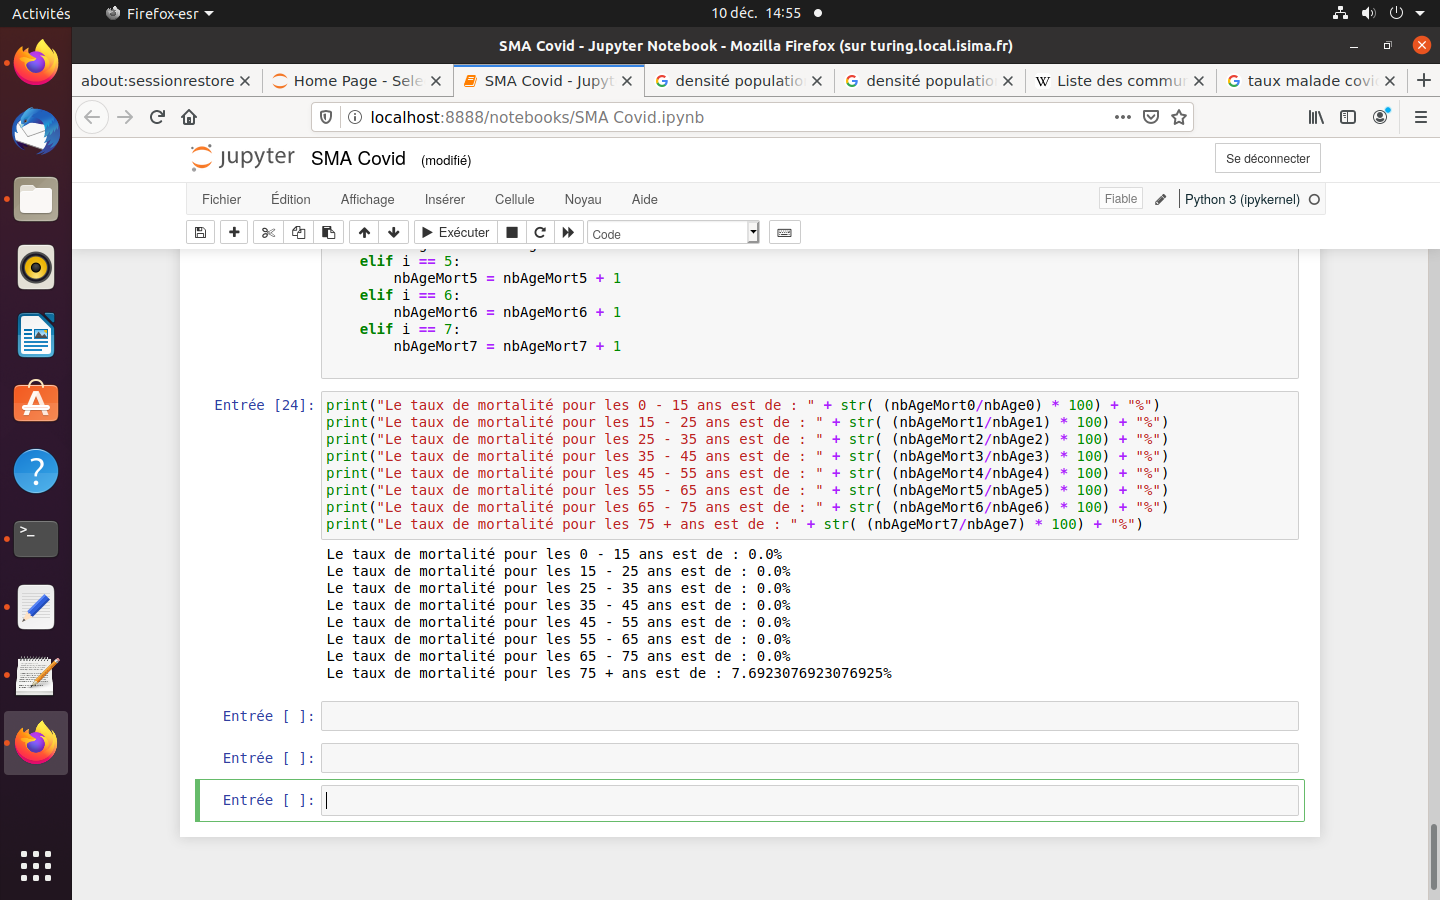 Activités
Firefox-esr
10 déc. 14:55
SMA Covid - Jupyter Notebook - Mozilla Firefox (sur turing.local.isima.fr)
about:sessionrestore
Home Page - Sele
SMA Covid - Jupyt
densité populatio
densité populatio
Liste des commu
taux malade covi
localhost:8888/notebooks/SMA Covid.ipynb
jupyter SMA Covid (modifié)
Se déconnecter
Fichier Édition Affichage Insérer Cellule Noyau Aide
Fiable
Python 3 (ipykernel)
Exécuter
Code
elif i == 5:
nbAgeMort5 = nbAgeMort5 + 1
elif i == 6:
nbAgeMort6 = nbAgeMort6 + 1
elif i == 7:
nbAgeMort7 = nbAgeMort7 + 1
Entrée [24]: print("Le taux de mortalité pour les 0 - 15 ans est de : " + str( (nbAgeMort0/nbAge0) * 100) + "%")
print("Le taux de mortalité pour les 15 - 25 ans est de : " + str( (nbAgeMort1/nbAge1) * 100) + "%")
print("Le taux de mortalité pour les 25 - 35 ans est de : " + str( (nbAgeMort2/nbAge2) * 100) + "%")
print("Le taux de mortalité pour les 35 - 45 ans est de : " + str( (nbAgeMort3/nbAge3) * 100) + "%")
print("Le taux de mortalité pour les 45 - 55 ans est de : " + str( (nbAgeMort4/nbAge4) * 100) + "%")
print("Le taux de mortalité pour les 55 - 65 ans est de : " + str( (nbAgeMort5/nbAge5) * 100) + "%")
print("Le taux de mortalité pour les 65 - 75 ans est de : " + str( (nbAgeMort6/nbAge6) * 100) + "%")
print("Le taux de mortalité pour les 75 + ans est de : " + str( (nbAgeMort7/nbAge7) * 100) + "%")
Le taux de mortalité pour les 0 - 15 ans est de : 0.0%
Le taux de mortalité pour les 15 - 25 ans est de : 0.0%
Le taux de mortalité pour les 25 - 35 ans est de : 0.0%
Le taux de mortalité pour les 35 - 45 ans est de : 0.0%
Le taux de mortalité pour les 45 - 55 ans est de : 0.0%
Le taux de mortalité pour les 55 - 65 ans est de : 0.0%
Le taux de mortalité pour les 65 - 75 ans est de : 0.0%
Le taux de mortalité pour les 75 + ans est de : 7.6923076923076925%
Entrée [ ]:
Entrée [ ]:
Entrée [ ]: